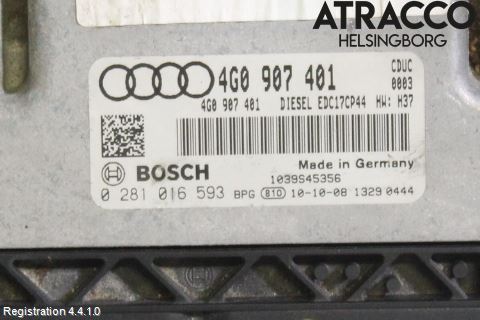 ATRACCO
HELSINGBORG
4G0 907 401
CDUC
0003
4G0 907 401 DIESEL EDC17CP44 HW: H37
BOSCH
Made in Germany
1039S45356
0 281 016 593 BPG 810 10-10-08 1329 0444
Registration 4.4.1.0